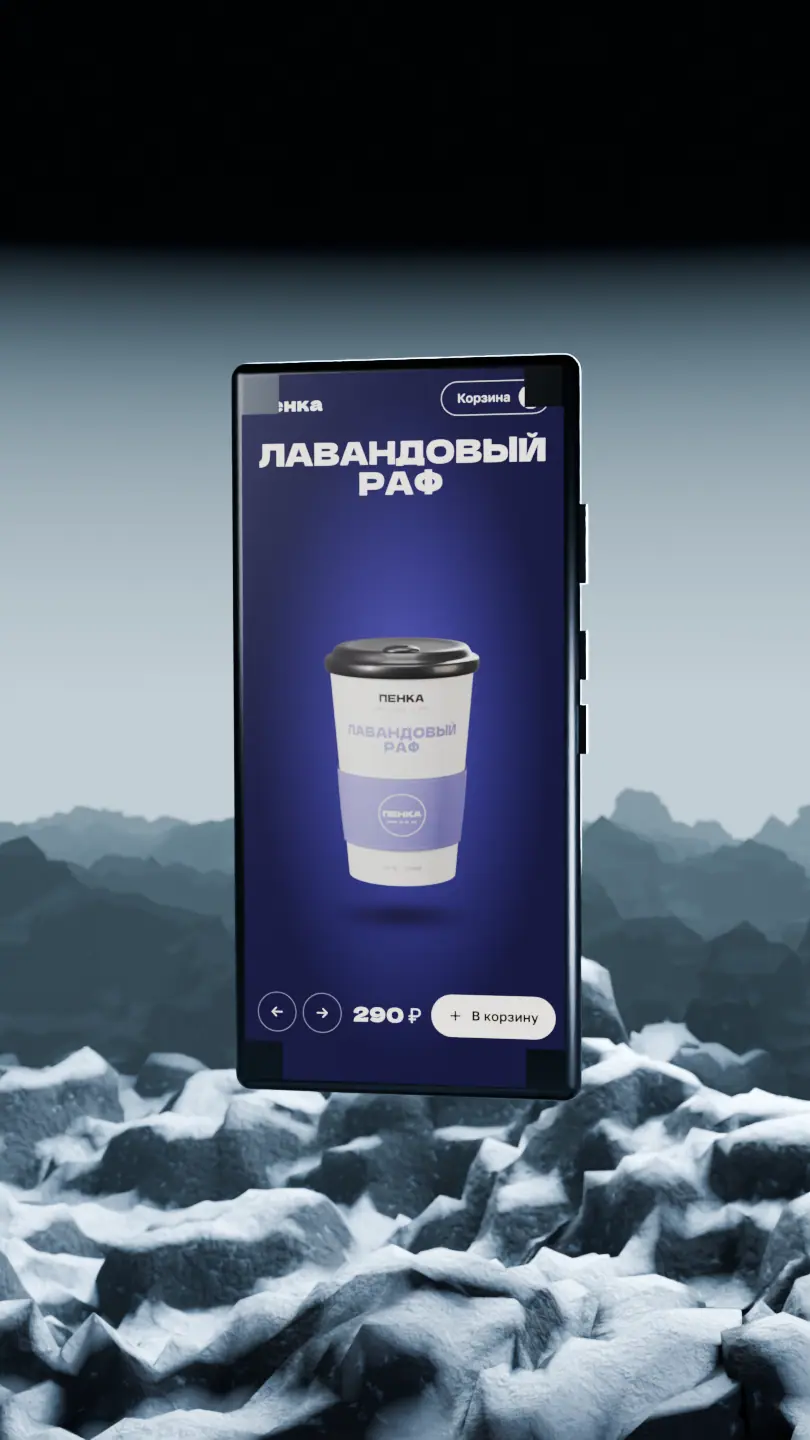 енка
Корзина
ЛАВАНДОВЫЙ
РАФ
ПЕНКА
ЛАВАНДОВЫЙ
РАФ
ПЕНКА
290 ₽
+ В корзину